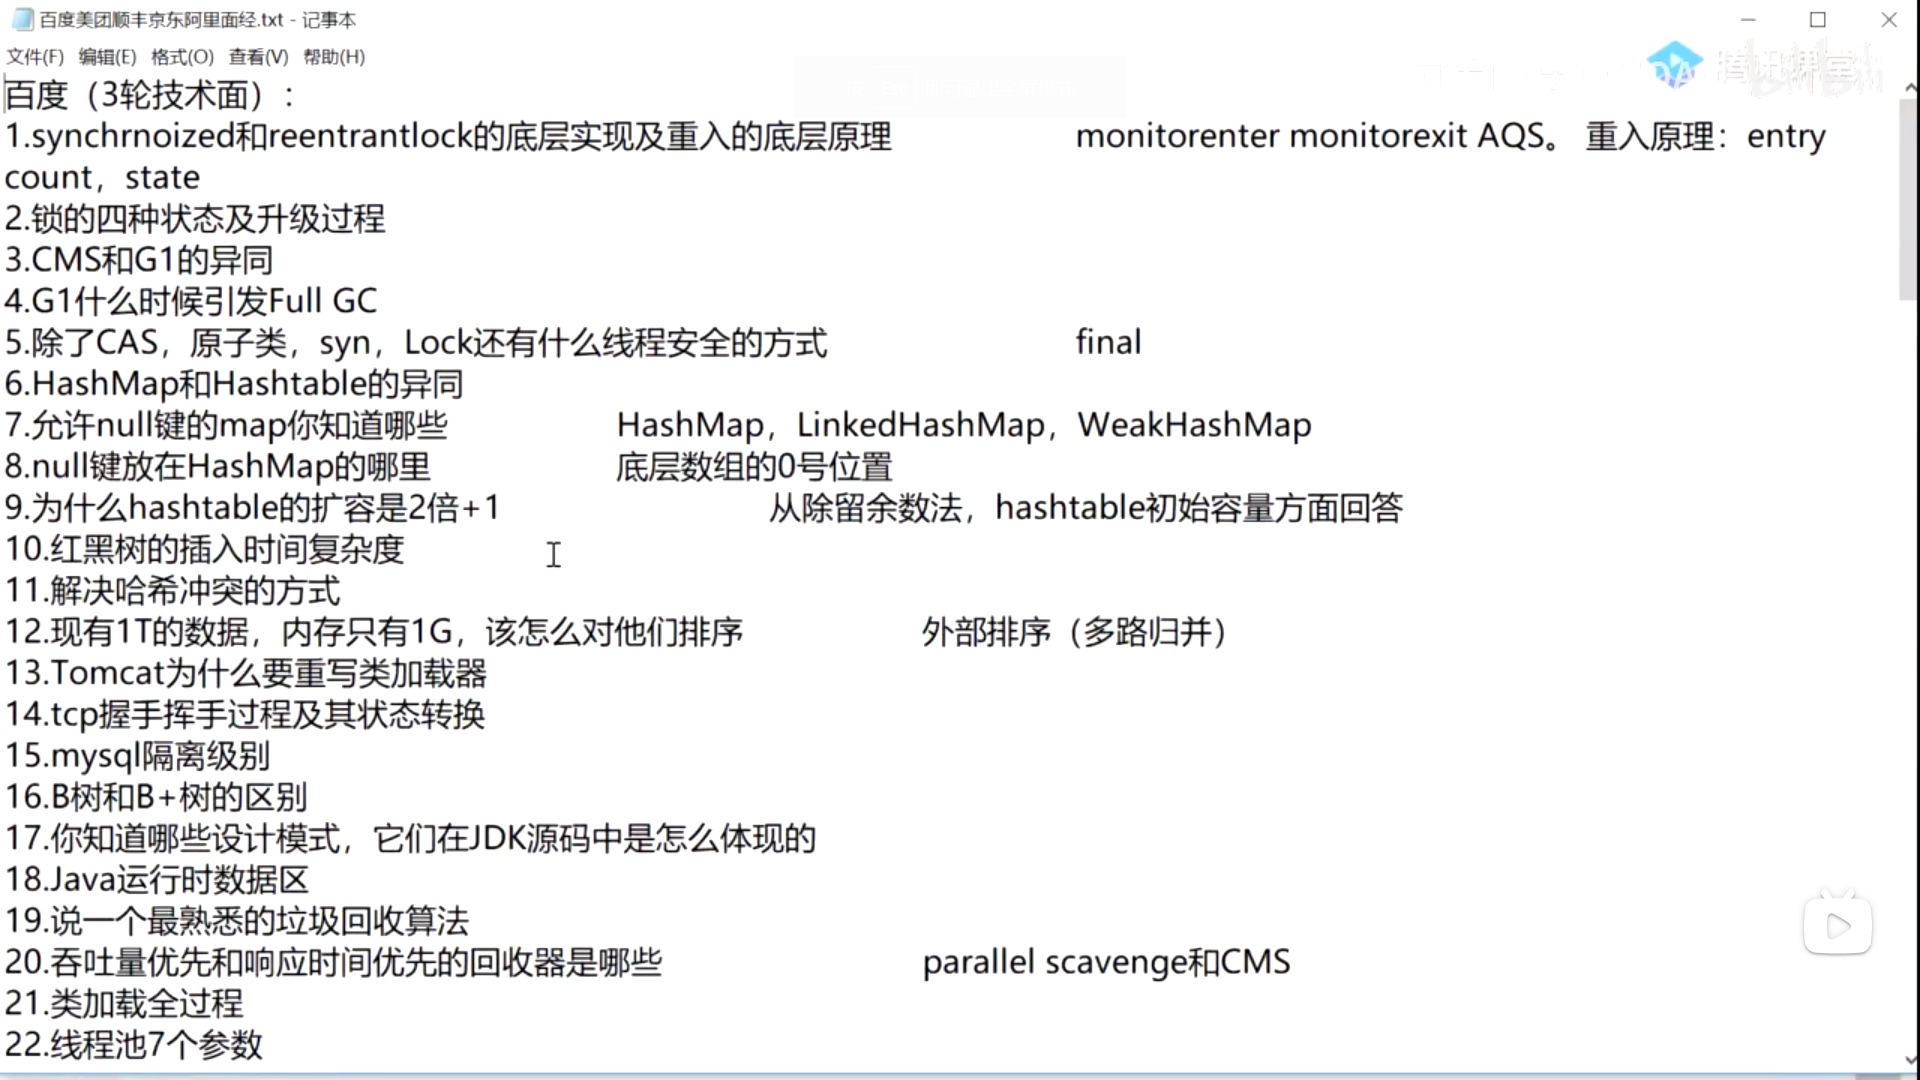 百度美团顺丰京东阿里面经.txt - 记事本
文件(F) 编辑(E) 格式(O) 查看(V) 帮助(H)
腾讯课堂
百度（3轮技术面）：
1.synchrnoized和reentrantlock的底层实现及重入的底层原理 monitorenter monitorexit AQS。 重入原理：entry
count，state
2.锁的四种状态及升级过程
3.CMS和G1的异同
4.G1什么时候引发Full GC
5.除了CAS，原子类，syn，Lock还有什么线程安全的方式 final
6.HashMap和Hashtable的异同
7.允许null键的map你知道哪些 HashMap，LinkedHashMap，WeakHashMap
8.null键放在HashMap的哪里 底层数组的0号位置
9.为什么hashtable的扩容是2倍+1 从除留余数法，hashtable初始容量方面回答
10.红黑树的插入时间复杂度
11.解决哈希冲突的方式
12.现有1T的数据，内存只有1G，该怎么对他们排序 外部排序（多路归并）
13.Tomcat为什么要重写类加载器
14.tcp握手挥手过程及其状态转换
15.mysql隔离级别
16.B树和B+树的区别
17.你知道哪些设计模式，它们在JDK源码中是怎么体现的
18.Java运行时数据区
19.说一个最熟悉的垃圾回收算法
20.吞吐量优先和响应时间优先的回收器是哪些 parallel scavenge和CMS
21.类加载全过程
22.线程池7个参数